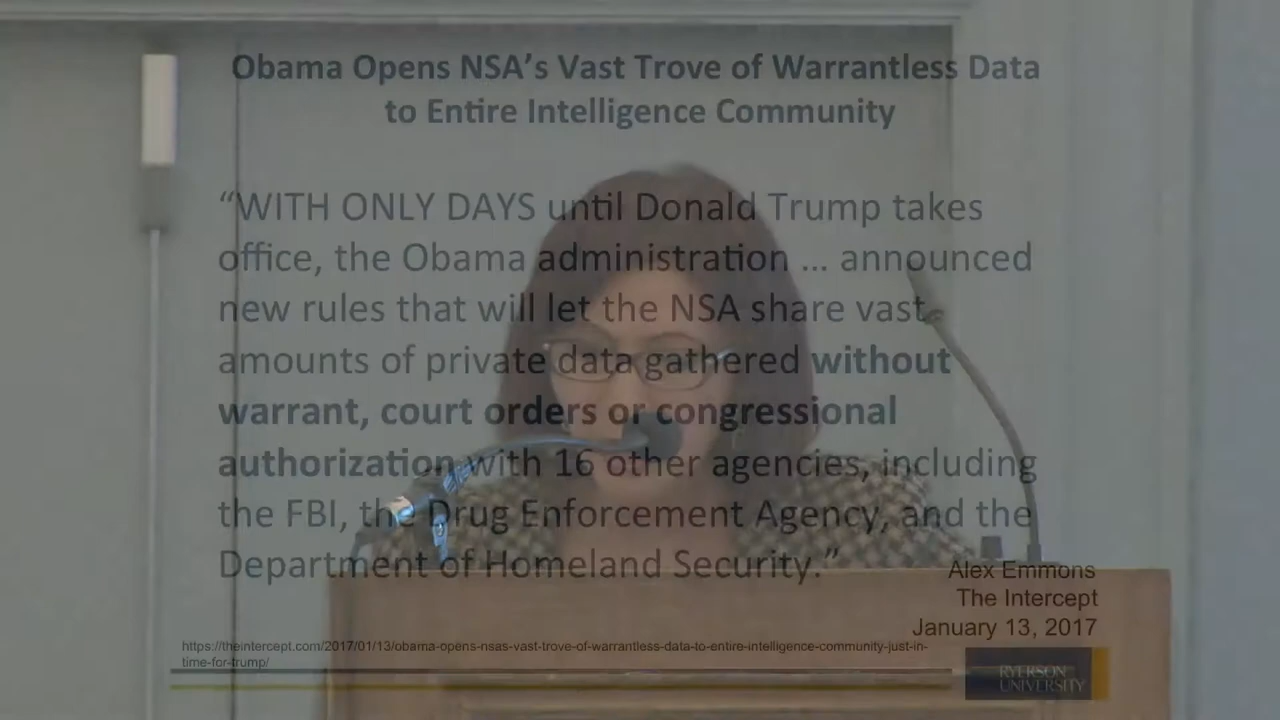 Obama Opens NSA’s Vast Trove of Warrantless Data
to Entire Intelligence Community
“WITH ONLY DAYS until Donald Trump takes
office, the Obama administration ... announced
new rules that will let the NSA share vast
amounts of private data gathered without
warrant, court orders or congressional
authorization with 16 other agencies, including
the FBI, the Drug Enforcement Agency, and the
Department of Homeland Security.”
Alex Emmons
The Intercept
January 13, 2017
https://theintercept.com/2017/01/13/obama-opens-nsas-vast-trove-of-warrantless-data-to-entire-intelligence-community-just-in-
time-for-trump/
RYERSON
UNIVERSITY